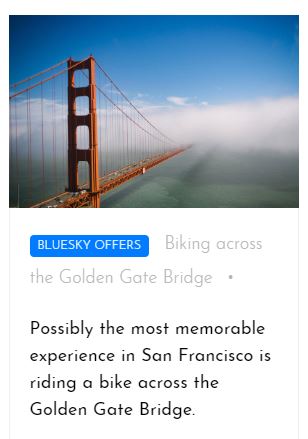 BLUESKY OFFERS Biking across
the Golden Gate Bridge •
Possibly the most memorable
experience in San Francisco is
riding a bike across the
Golden Gate Bridge.